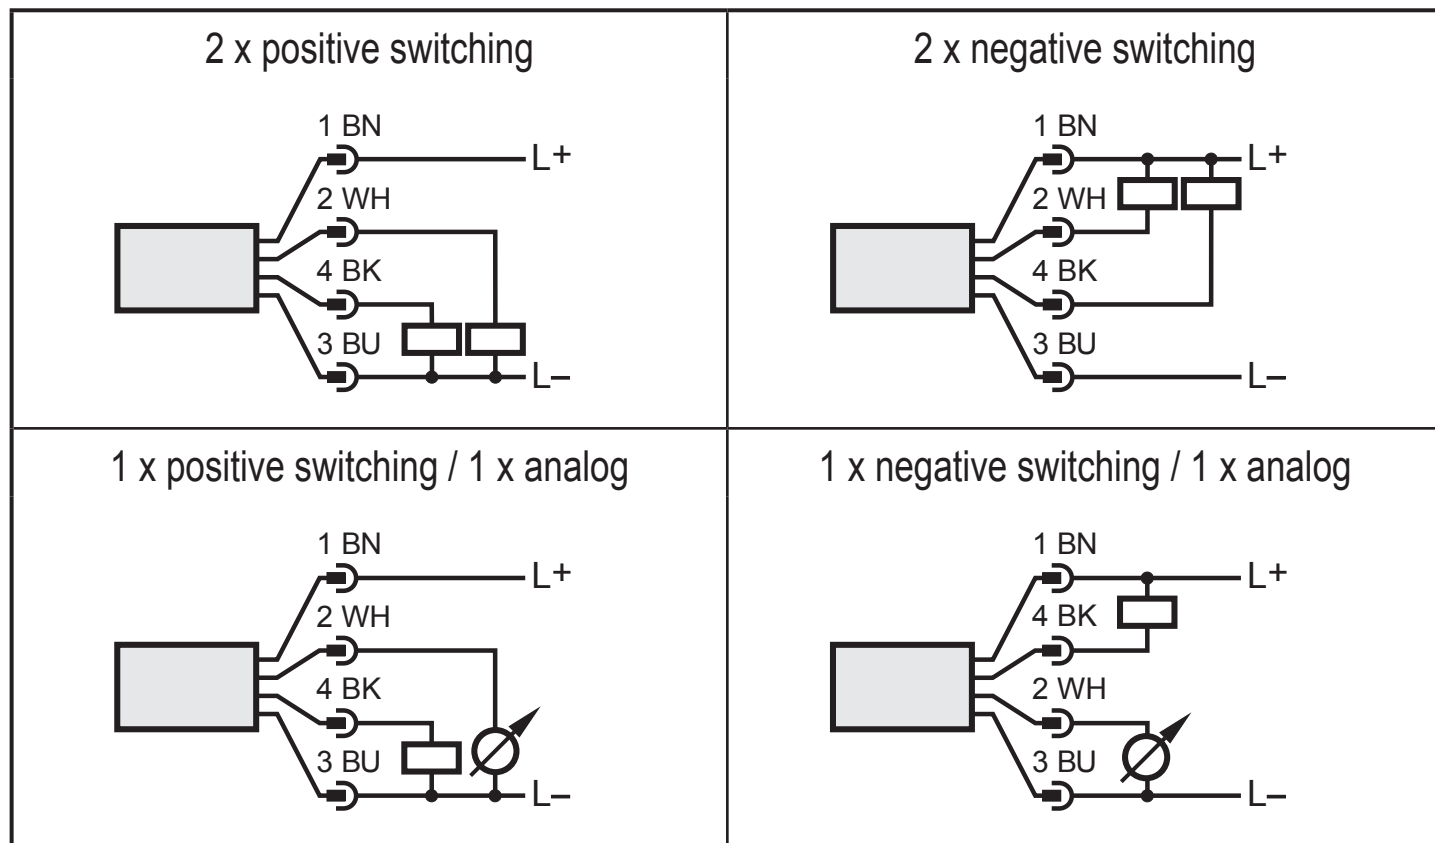 2 x positive switching
1 BN
L+
2 WH
4 BK
3 BU
L–
2 x negative switching
1 BN
L+
2 WH
4 BK
3 BU
L–
1 x positive switching / 1 x analog
1 BN
L+
2 WH
4 BK
3 BU
L–
1 x negative switching / 1 x analog
1 BN
L+
4 BK
2 WH
3 BU
L–